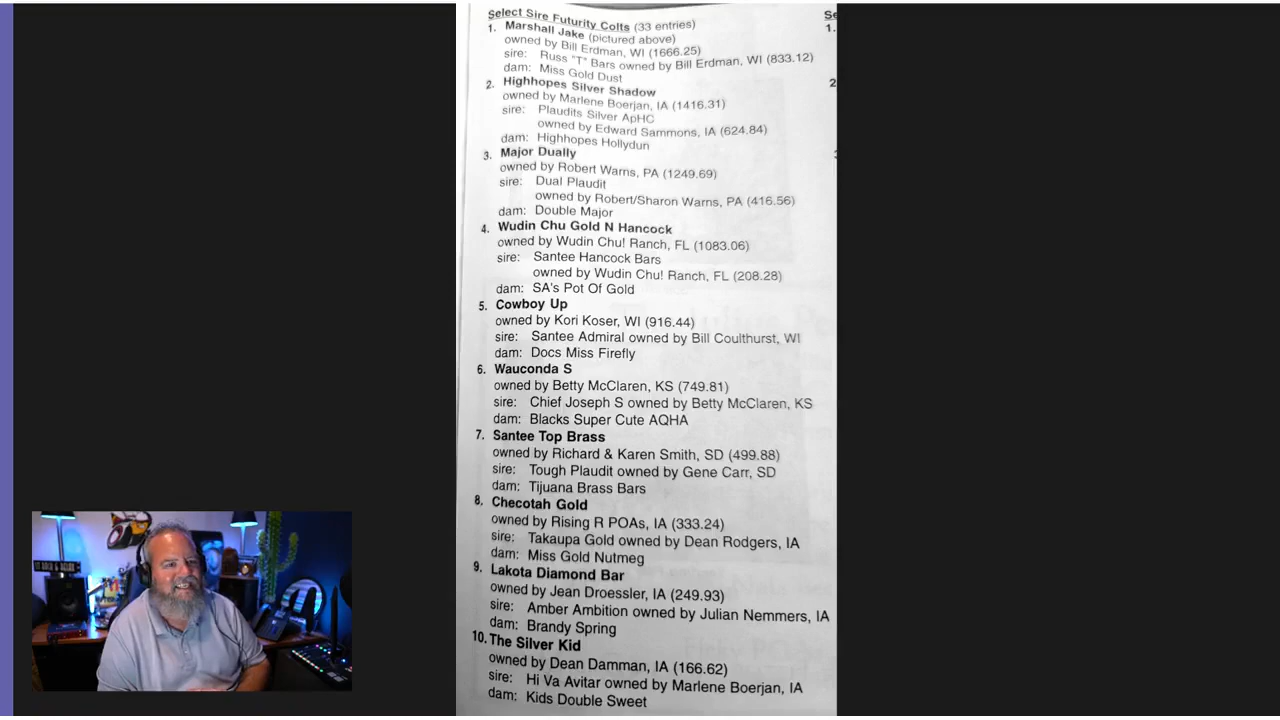 Select Sire Futurity Colts (33 entries)
1. Marshall Jake (pictured above)
owned by Bill Erdman, WI (1666.25)
sire: Russ "T" Bars owned by Bill Erdman, WI (833.12)
dam: Miss Gold Dust
2. Highhopes Silver Shadow
owned by Marlene Boerjan, IA (1416.31)
sire: Plaudits Silver ApHC
owned by Edward Sammons, IA (624.84)
dam: Highhopes Hollydun
3. Major Dually
owned by Robert Warns, PA (1249.69)
sire: Dual Plaudit
owned by Robert/Sharon Warns, PA (416.56)
dam: Double Major
4. Wudin Chu Gold N Hancock
owned by Wudin Chu! Ranch, FL (1083.06)
sire: Santee Hancock Bars
owned by Wudin Chu! Ranch, FL (208.28)
dam: SA's Pot Of Gold
5. Cowboy Up
owned by Kori Koser, WI (916.44)
sire: Santee Admiral owned by Bill Coulthurst, WI
dam: Docs Miss Firefly
6. Wauconda S
owned by Betty McClaren, KS (749.81)
sire: Chief Joseph S owned by Betty McClaren, KS
dam: Blacks Super Cute AQHA
7. Santee Top Brass
owned by Richard & Karen Smith, SD (499.88)
sire: Tough Plaudit owned by Gene Carr, SD
dam: Tijuana Brass Bars
8. Checotah Gold
owned by Rising R POAs, IA (333.24)
sire: Takaupa Gold owned by Dean Rodgers, IA
dam: Miss Gold Nutmeg
9. Lakota Diamond Bar
owned by Jean Droessler, IA (249.93)
sire: Amber Ambition owned by Julian Nemmers, IA
dam: Brandy Spring
10. The Silver Kid
owned by Dean Damman, IA (166.62)
sire: Hi Va Avitar owned by Marlene Boerjan, IA
dam: Kids Double Sweet
Se
1.
2
3